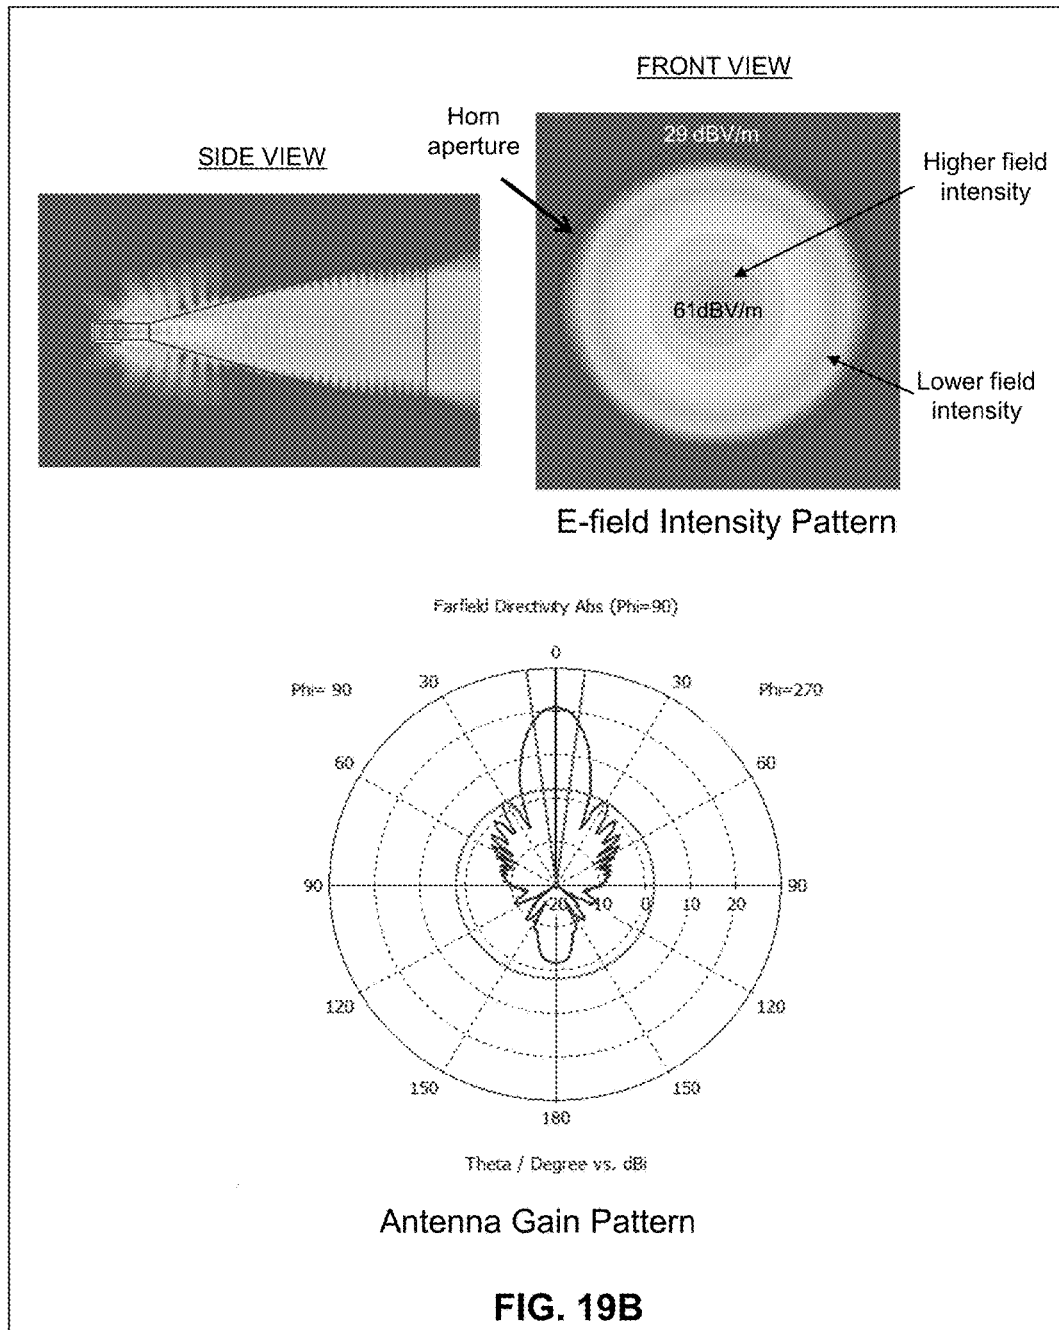 FRONT VIEW
Horn
aperture
29 dBV/m
SIDE VIEW
Higher field
intensity
61dBV/m
Lower field
intensity
E-field Intensity Pattern
Farfield Directivity Abs (Phi=90)
0
Phi= 90
30
30
Phi=270
60
60
90
-20
-10
0
10
20
90
120
120
150
150
180
Theta / Degree vs. dBi
Antenna Gain Pattern
FIG. 19B